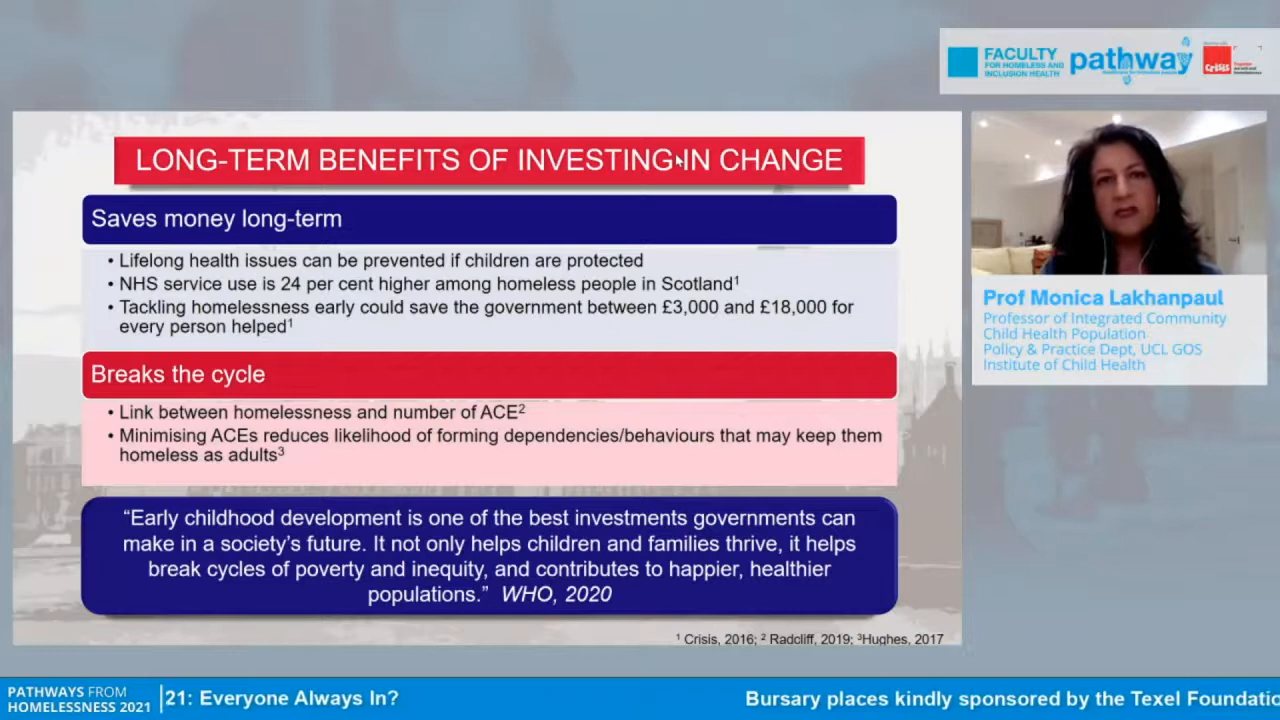 FACULTY
FOR HOMELESS AND
INCLUSION HEALTH
pathway
Crisis
LONG-TERM BENEFITS OF INVESTING IN CHANGE
Saves money long-term
• Lifelong health issues can be prevented if children are protected
• NHS service use is 24 per cent higher among homeless people in Scotland¹
• Tackling homelessness early could save the government between £3,000 and £18,000 for
every person helped¹
Breaks the cycle
• Link between homelessness and number of ACE²
• Minimising ACEs reduces likelihood of forming dependencies/behaviours that may keep them
homeless as adults³
“Early childhood development is one of the best investments governments can
make in a society’s future. It not only helps children and families thrive, it helps
break cycles of poverty and inequity, and contributes to happier, healthier
populations.” WHO, 2020
¹ Crisis, 2016; ² Radcliff, 2019; ³Hughes, 2017
Prof Monica Lakhanpaul
Professor of Integrated Community
Child Health Population
Policy & Practice Dept, UCL GOS
Institute of Child Health
PATHWAYS FROM
HOMELESSNESS 2021
21: Everyone Always In?
Bursary places kindly sponsored by the Texel Foundatio